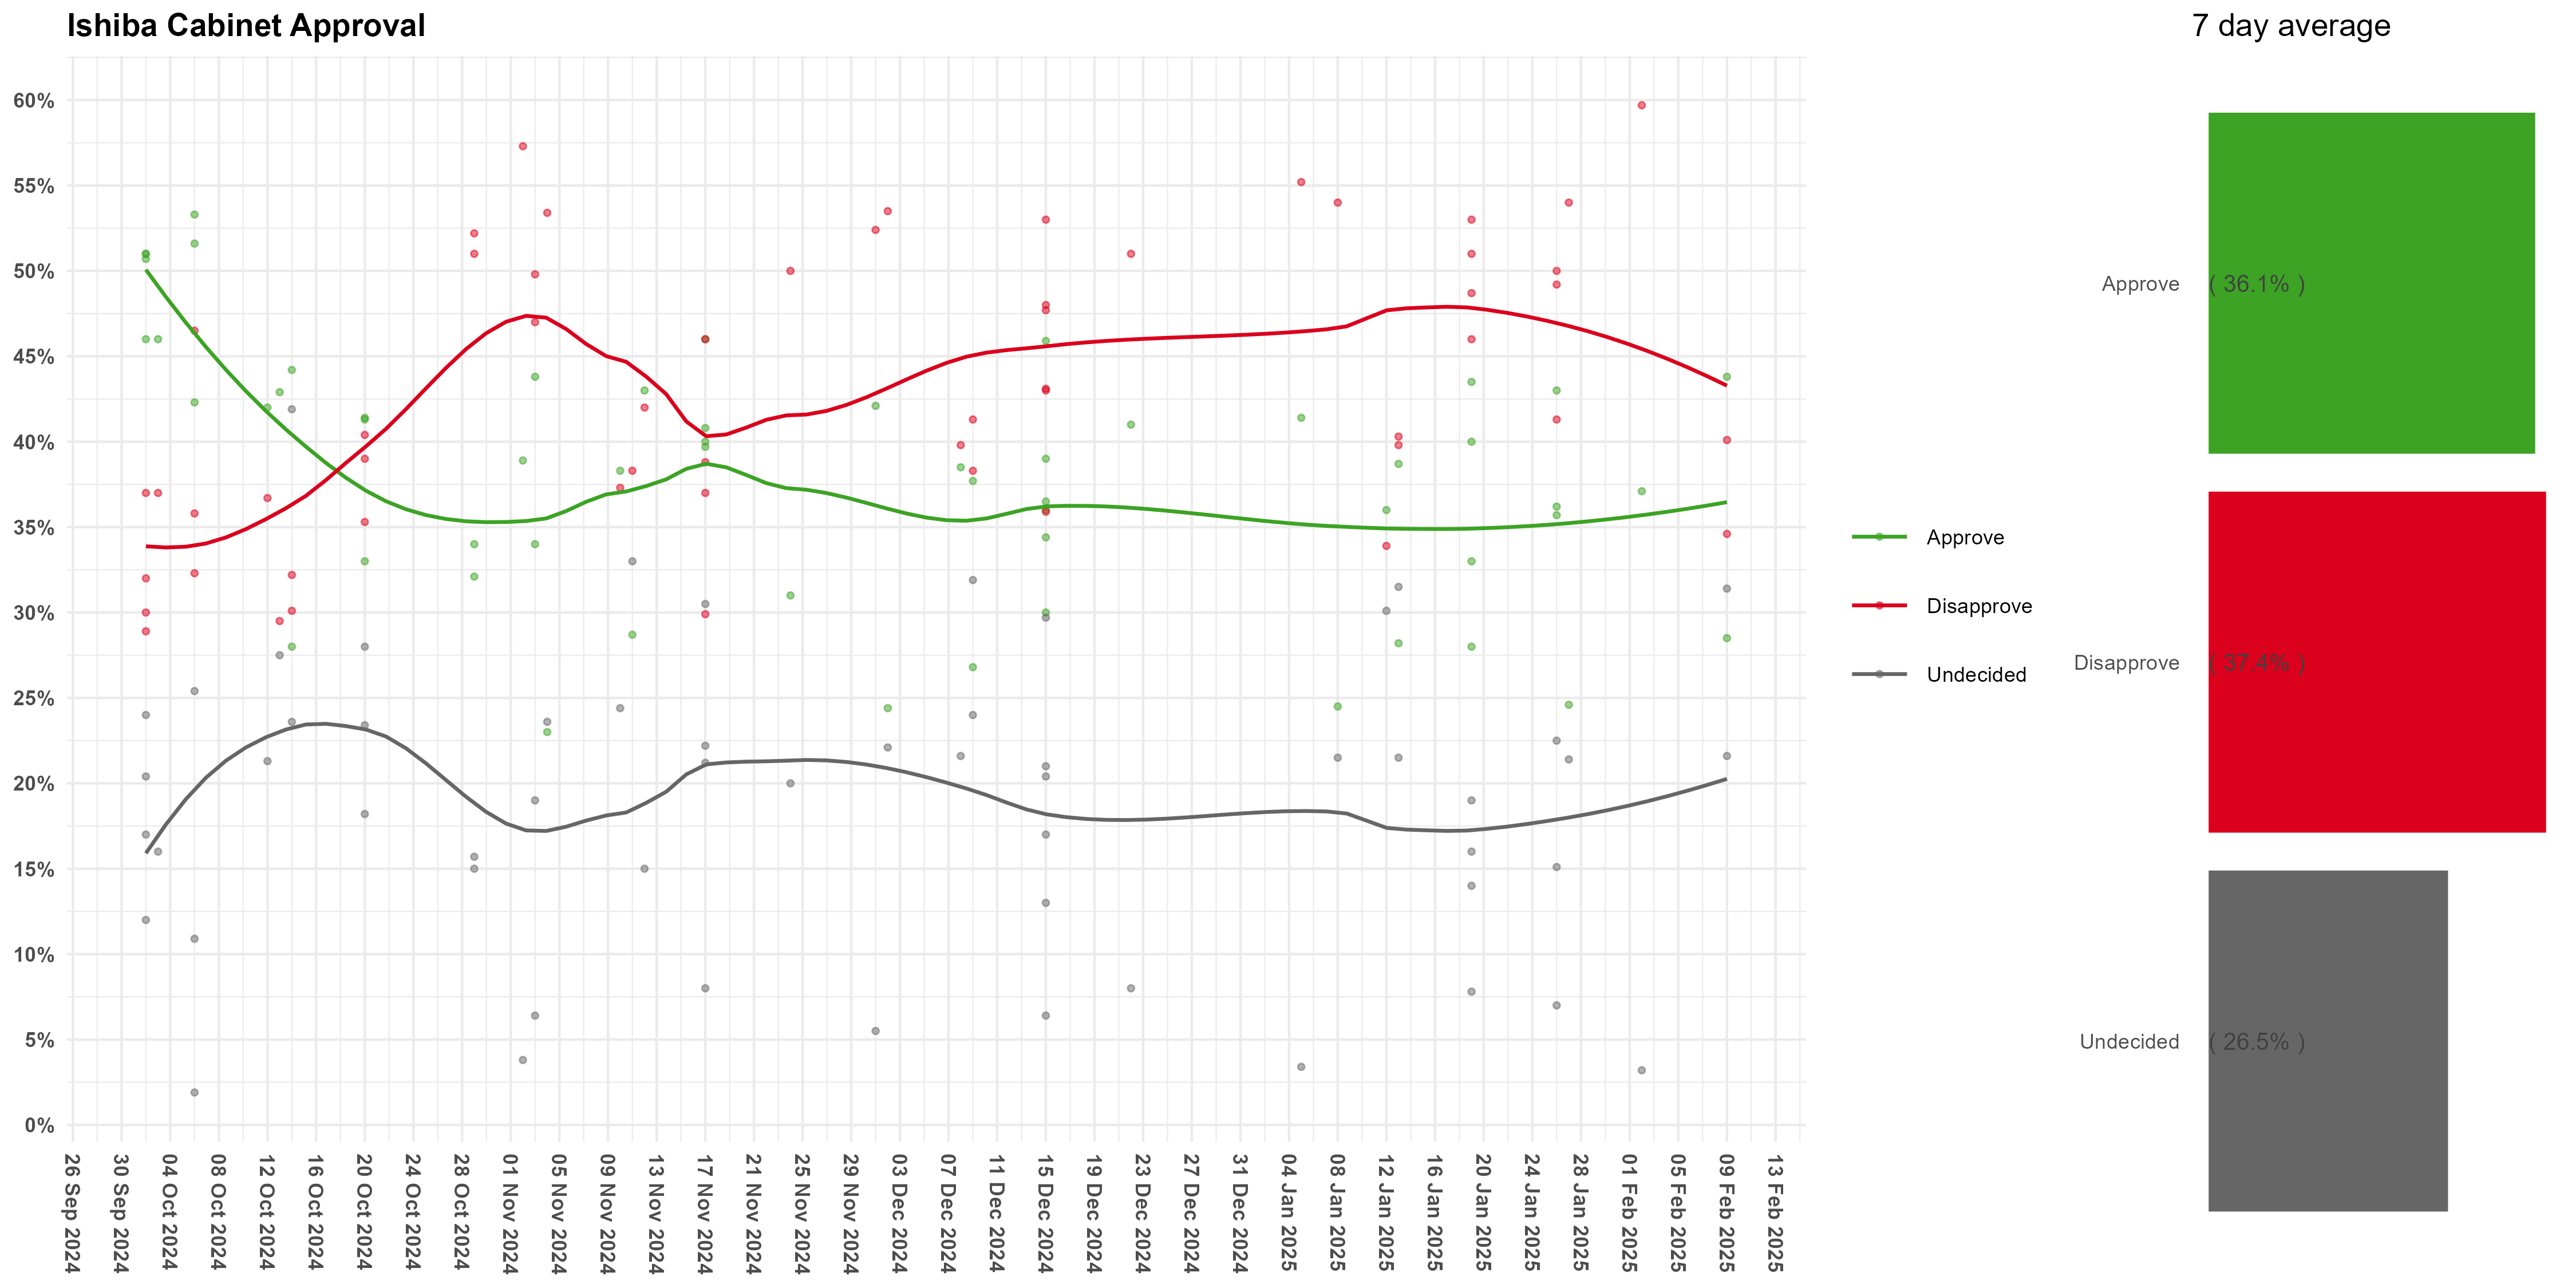 Ishiba Cabinet Approval
7 day average
60%
55%
50%
45%
40%
35%
30%
25%
20%
15%
10%
5%
0%
26 Sep 2024
30 Sep 2024
04 Oct 2024
08 Oct 2024
12 Oct 2024
16 Oct 2024
20 Oct 2024
24 Oct 2024
28 Oct 2024
01 Nov 2024
05 Nov 2024
09 Nov 2024
13 Nov 2024
17 Nov 2024
21 Nov 2024
25 Nov 2024
29 Nov 2024
03 Dec 2024
07 Dec 2024
11 Dec 2024
15 Dec 2024
19 Dec 2024
23 Dec 2024
27 Dec 2024
31 Dec 2024
04 Jan 2025
08 Jan 2025
12 Jan 2025
16 Jan 2025
20 Jan 2025
24 Jan 2025
28 Jan 2025
01 Feb 2025
05 Feb 2025
09 Feb 2025
13 Feb 2025
Approve
Disapprove
Undecided
Approve ( 36.1% )
Disapprove ( 37.4% )
Undecided ( 26.5% )